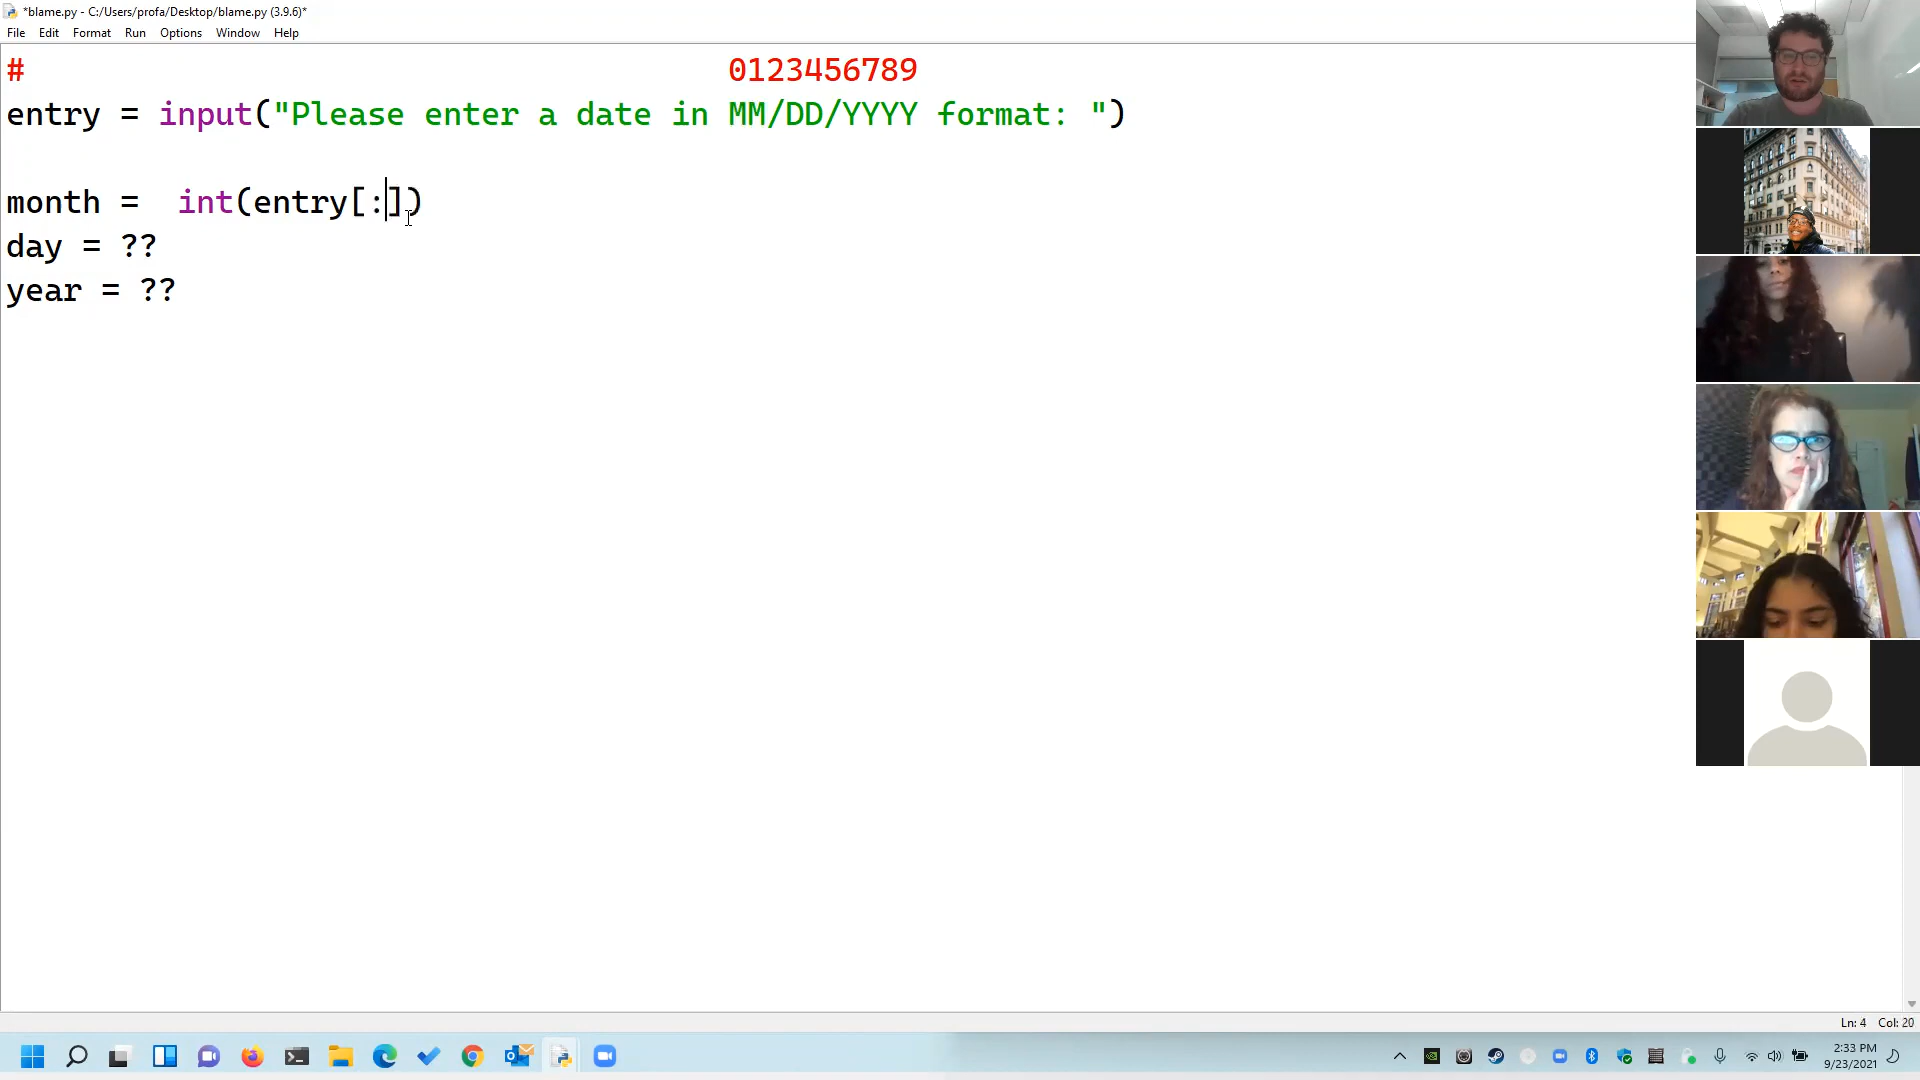 *blame.py - C:/Users/profa/Desktop/blame.py (3.9.6)*
File Edit Format Run Options Window Help
# 0123456789
entry = input("Please enter a date in MM/DD/YYYY format: ")
month =  int(entry[:])
day = ??
year = ??
Ln: 4 Col: 20
2:33 PM
9/23/2021